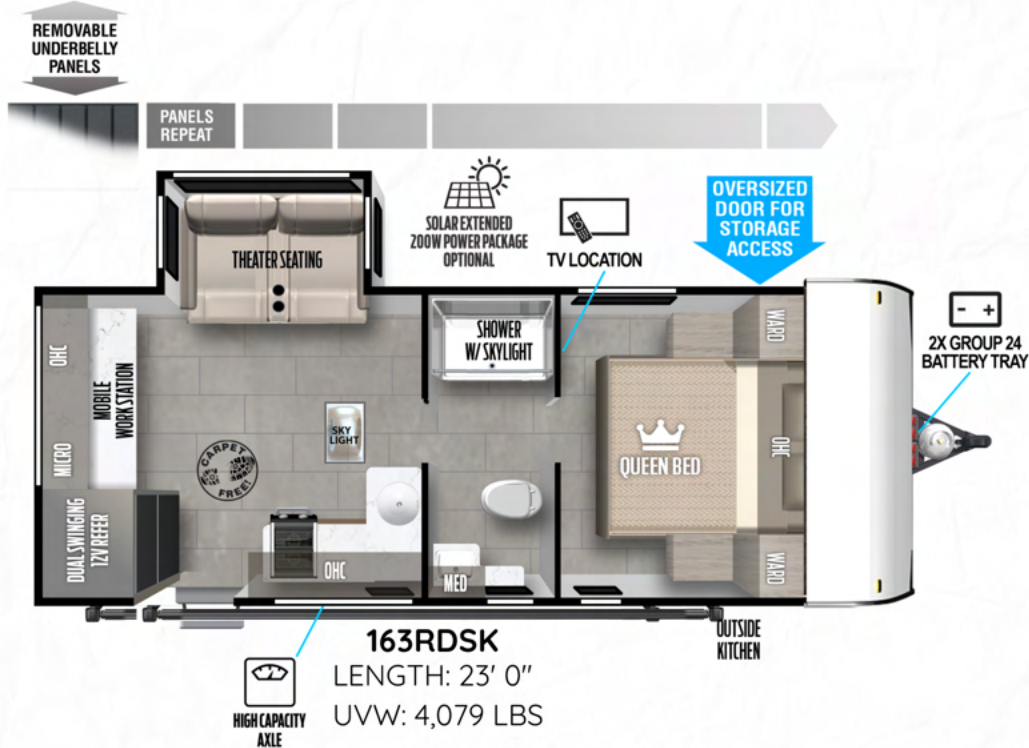 REMOVABLE
UNDERBELLY
PANELS
PANELS
REPEAT
SOLAR EXTENDED
200W POWER PACKAGE
OPTIONAL
TV LOCATION
OVERSIZED
DOOR FOR
STORAGE
ACCESS
- +
2X GROUP 24
BATTERY TRAY
THEATER SEATING
SHOWER
W/ SKYLIGHT
WARD
OHC
MOBILE
WORK STATION
MICRO
SKY
LIGHT
CARPET
FREE!
QUEEN BED
OHC
DUAL SWINGING
12V REFER
OHC
MED
WARD
OUTSIDE
KITCHEN
HIGH CAPACITY
AXLE
163RDSK
LENGTH: 23' 0"
UVW: 4,079 LBS